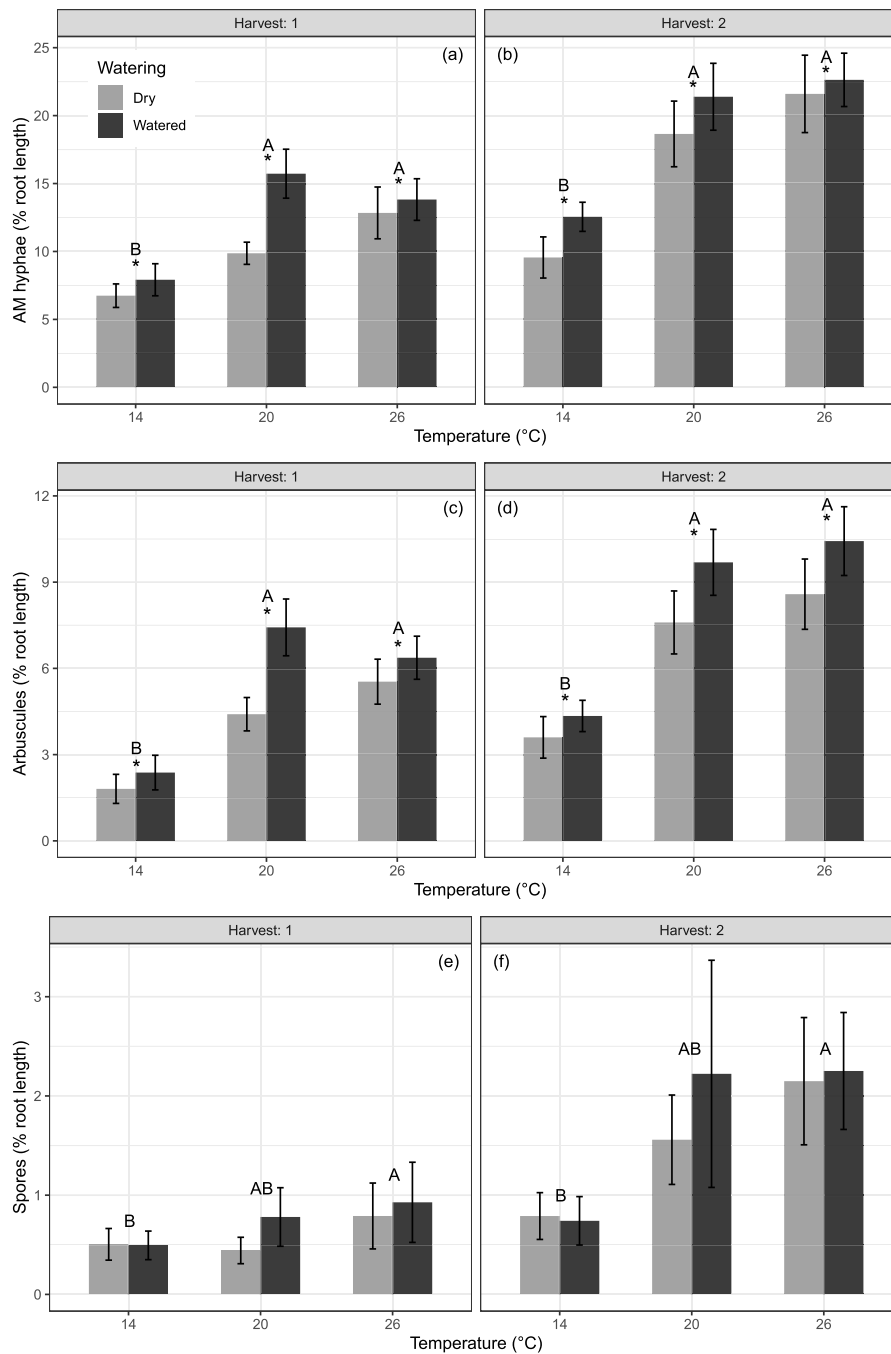 Harvest: 1
Harvest: 2
(a)
(b)
Watering
Dry
Watered
AM hyphae (% root length)
25
20
15
10
5
0
B
*
A
*
A
*
B
*
A
*
A
*
14
20
26
14
20
26
Temperature (°C)
Harvest: 1
Harvest: 2
(c)
(d)
Arbuscules (% root length)
12
9
6
3
0
B
*
A
*
A
*
B
*
A
*
A
*
14
20
26
14
20
26
Temperature (°C)
Harvest: 1
Harvest: 2
(e)
(f)
Spores (% root length)
3
2
1
0
B
AB
A
B
AB
A
14
20
26
14
20
26
Temperature (°C)